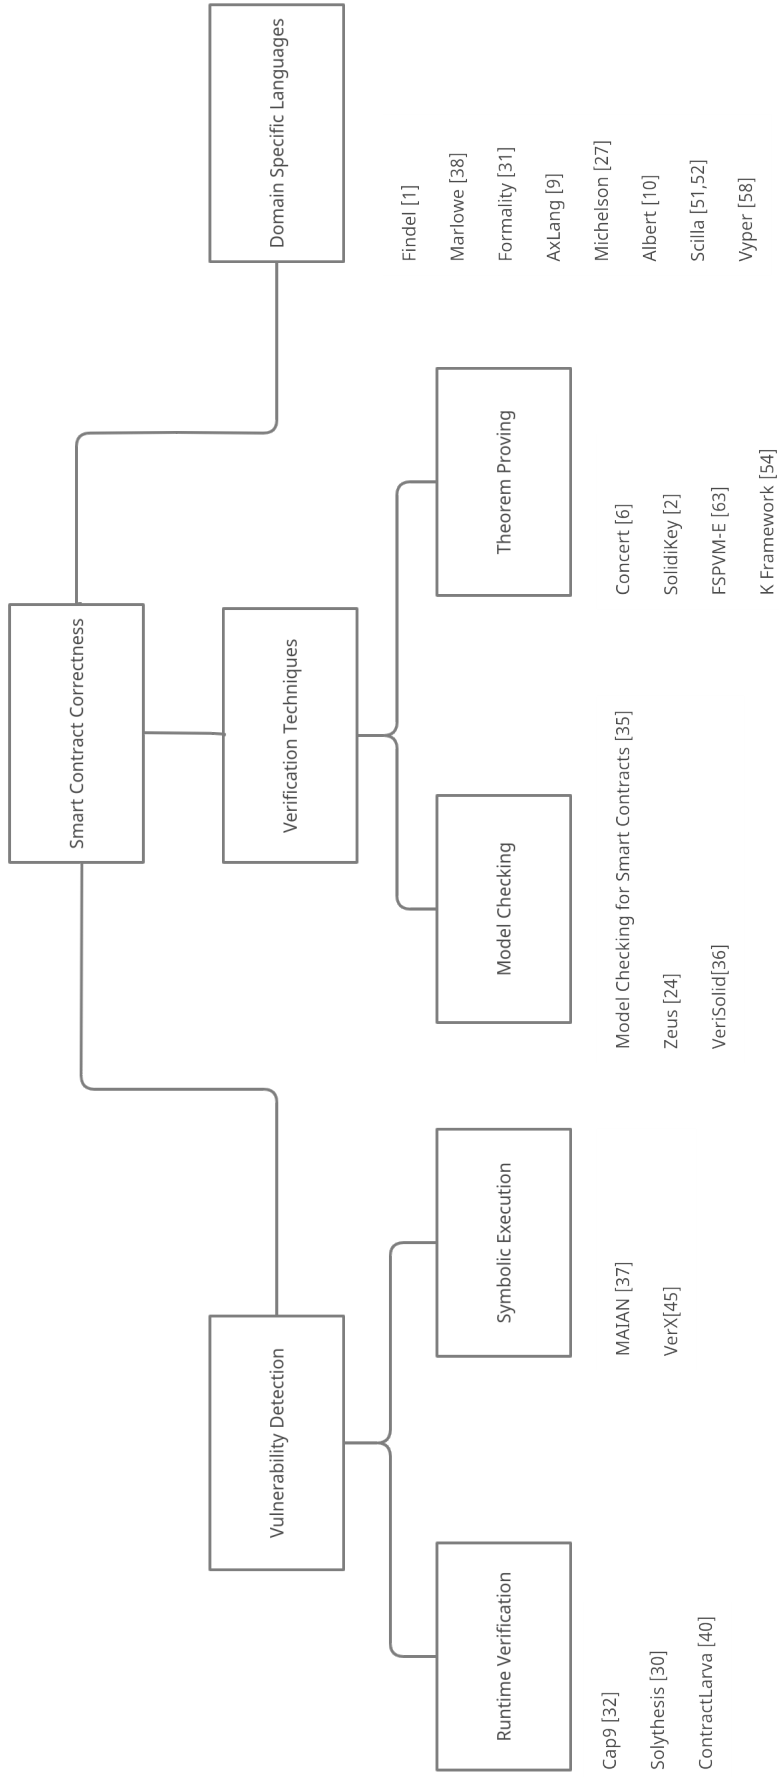 Smart Contract Correctness
Vulnerability Detection
Verification Techniques
Domain Specific Languages
Runtime Verification
Cap9 [32]
Solythesis [30]
ContractLarva [40]
Symbolic Execution
MAIAN [37]
VerX[45]
Model Checking
Model Checking for Smart Contracts [35]
Zeus [24]
VeriSolid[36]
Theorem Proving
Concert [6]
SolidiKey [2]
FSPVM-E [63]
K Framework [54]
Findel [1]
Marlowe [38]
Formality [31]
AxLang [9]
Michelson [27]
Albert [10]
Scilla [51,52]
Vyper [58]